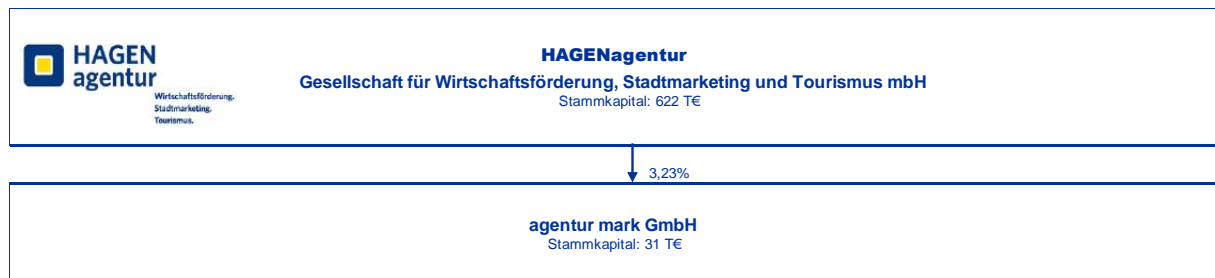 HAGEN
agentur
Wirtschaftsförderung.
Stadtmarketing.
Tourismus.
HAGENagentur
Gesellschaft für Wirtschaftsförderung, Stadtmarketing und Tourismus mbH
Stammkapital: 622 T€
3,23%
agentur mark GmbH
Stammkapital: 31 T€